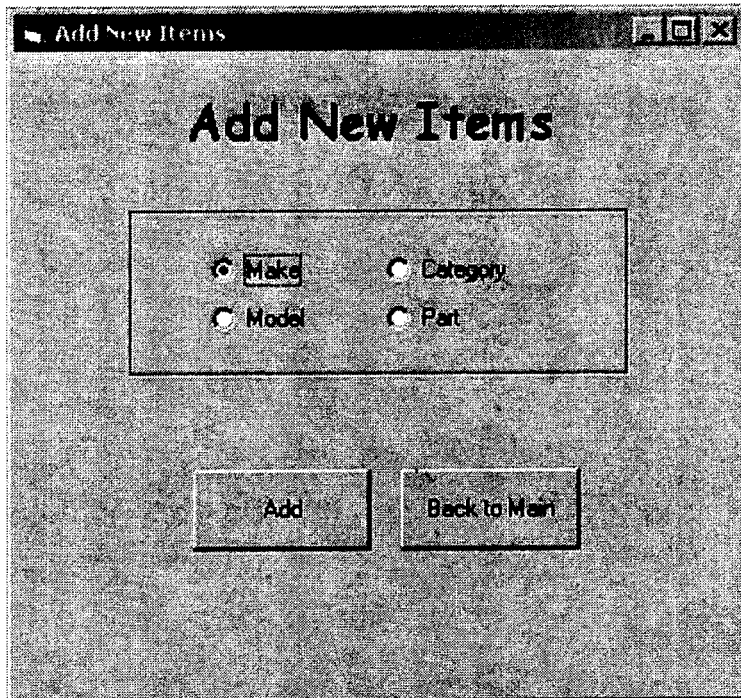 Add New Items
Add New Items
Make Category
Model Part
Add Back to Main